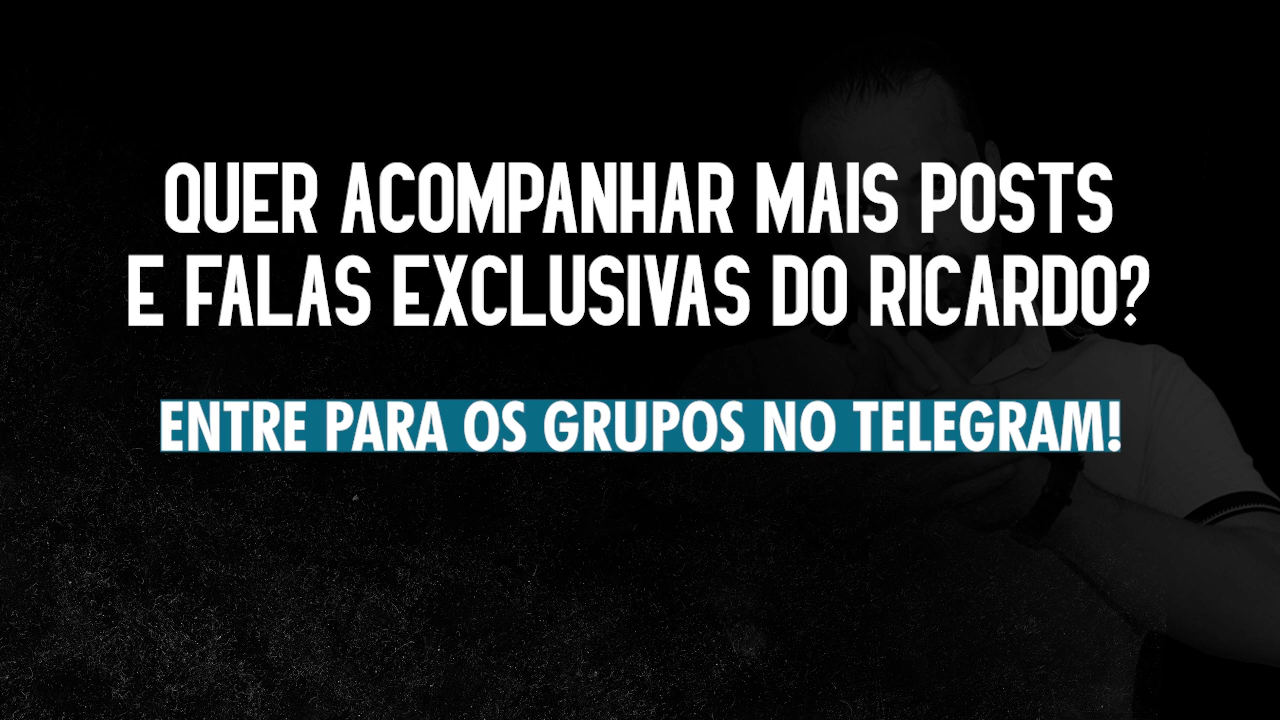 QUER ACOMPANHAR MAIS POSTS
E FALAS EXCLUSIVAS DO RICARDO?
ENTRE PARA OS GRUPOS NO TELEGRAM!